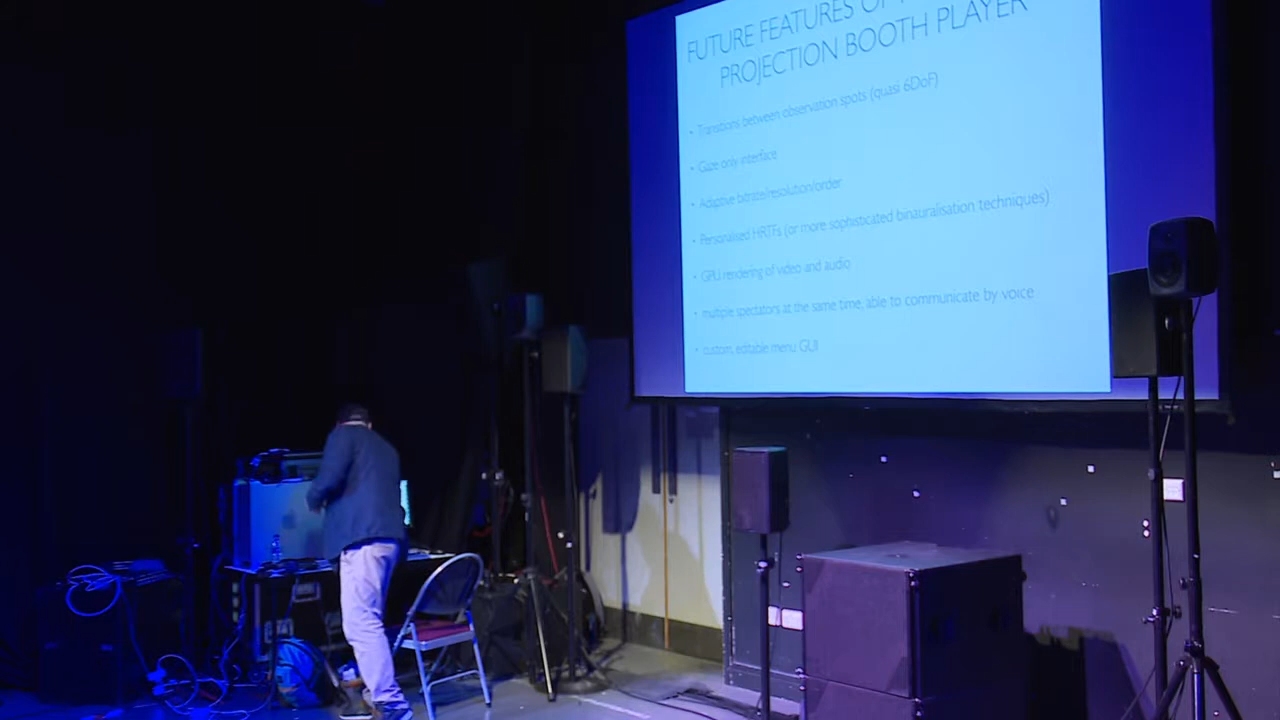 FUTURE FEATURES OF
PROJECTION BOOTH PLAYER
• Transitions between observation spots (quasi 6DoF)
• Gaze only interface
• Adaptive bitrate/resolution/order
• Personalised HRTFs (or more sophisticated binauralisation techniques)
• GPU rendering of video and audio
• multiple spectators at the same time, able to communicate by voice
• custom, editable menu GUI